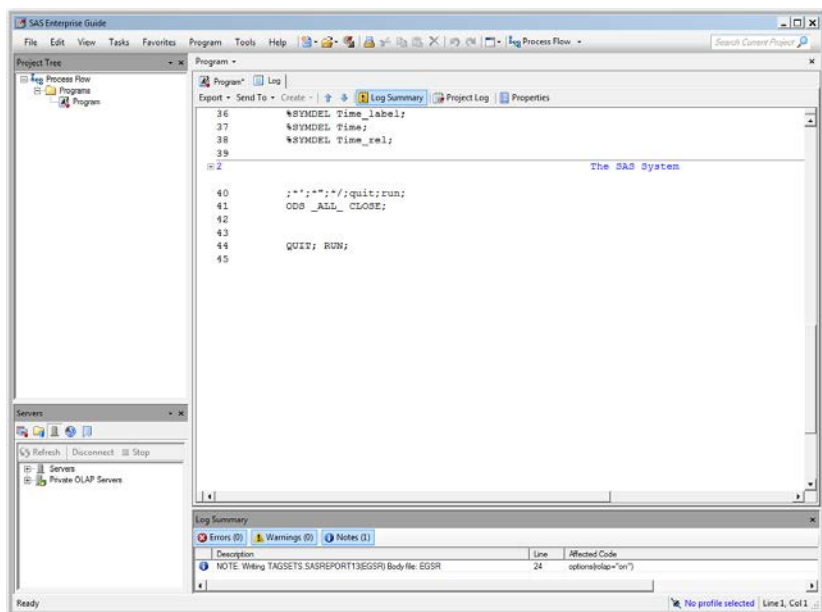 SAS Enterprise Guide
File Edit View Tasks Favorites Program Tools Help Process Flow Search Current Project
Project Tree
Program
Process Flow
Programs
Program
Program* Log
Export Send To Create Log Summary Project Log Properties
36 %SYMDEL Time_label;
37 %SYMDEL Time;
38 %SYMDEL Time_rel;
39
2 The SAS System
40 ;*';*";*/;quit;run;
41 ODS _ALL_ CLOSE;
42
43
44 QUIT; RUN;
45
Servers
Refresh Disconnect Stop
Servers
Private OLAP Servers
Log Summary
Errors (0) Warnings (0) Notes (1)
Description Line Affected Code
NOTE: Writing TAGSETS.SASREPORT13(EGSR) Body file: EGSR 24 options(rolap="on")
Ready No profile selected Line 1, Col 1